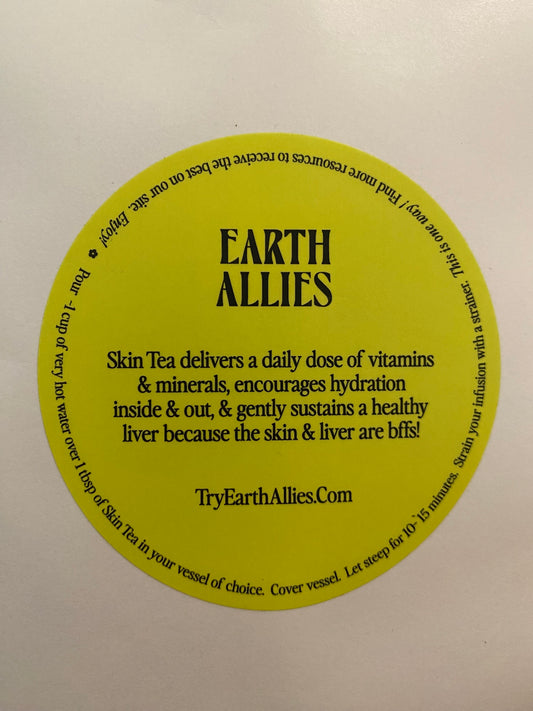 EARTH
ALLIES
Skin Tea delivers a daily dose of vitamins
& minerals, encourages hydration
inside & out, & gently sustains a healthy
liver because the skin & liver are bffs!
TryEarthAllies.Com
Pour ~1 cup of very hot water over 1 tbsp of Skin Tea in your vessel of choice. Cover vessel. Let steep for 10-15 minutes. Strain your infusion with a strainer. This is one way! Find more resources to receive the best on our site. Enjoy!